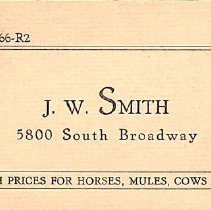 66-R2
J. W. SMITH
5800 South Broadway
H PRICES FOR HORSES, MULES, COWS